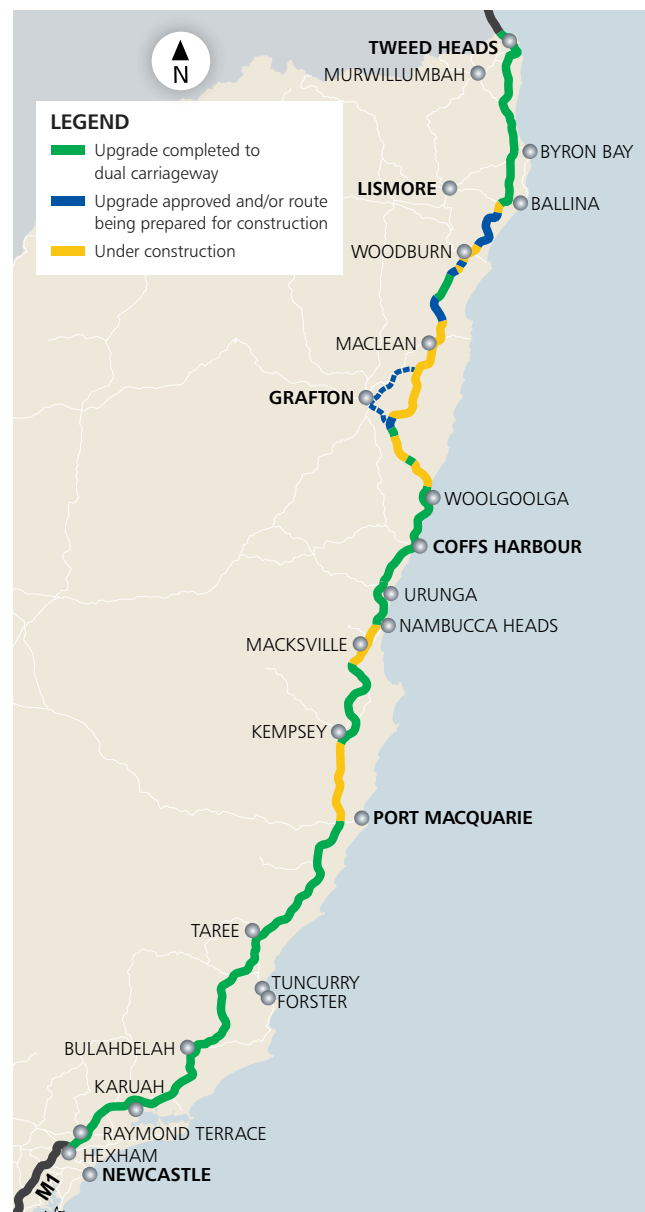 TWEED HEADS
MURWILLUMBAH
N
LEGEND
Upgrade completed to
dual carriageway
Upgrade approved and/or route
being prepared for construction
Under construction
BYRON BAY
LISMORE
BALLINA
WOODBURN
MACLEAN
GRAFTON
WOOLGOOLGA
COFFS HARBOUR
URUNGA
NAMBUCCA HEADS
MACKSVILLE
KEMPSEY
PORT MACQUARIE
TAREE
TUNCURRY
FORSTER
BULAHDELAH
KARUAH
RAYMOND TERRACE
HEXHAM
NEWCASTLE
M1